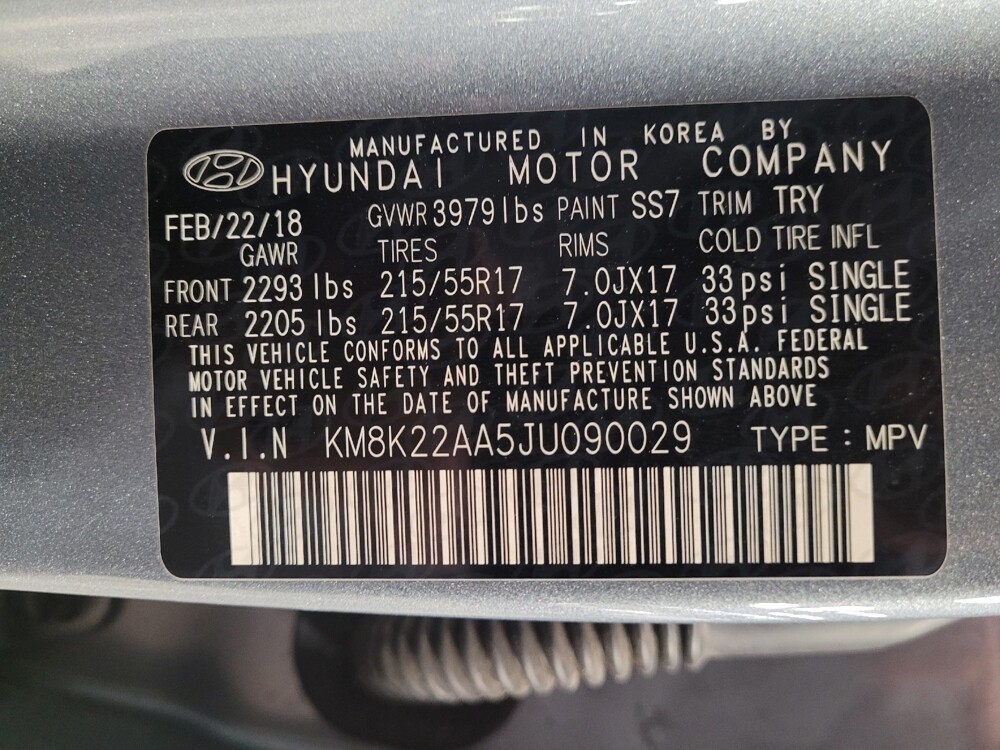 MANUFACTURED IN KOREA BY
HYUNDAI MOTOR COMPANY
FEB/22/18 GVWR 3979 lbs PAINT SS7 TRIM TRY
GAWR TIRES RIMS COLD TIRE INFL
FRONT 2293 lbs 215/55R17 7.0JX17 33psi SINGLE
REAR 2205 lbs 215/55R17 7.0JX17 33psi SINGLE
THIS VEHICLE CONFORMS TO ALL APPLICABLE U.S.A. FEDERAL
MOTOR VEHICLE SAFETY AND THEFT PREVENTION STANDARDS
IN EFFECT ON THE DATE OF MANUFACTURE SHOWN ABOVE
V.I.N KM8K22AA5JU090029 TYPE : MPV